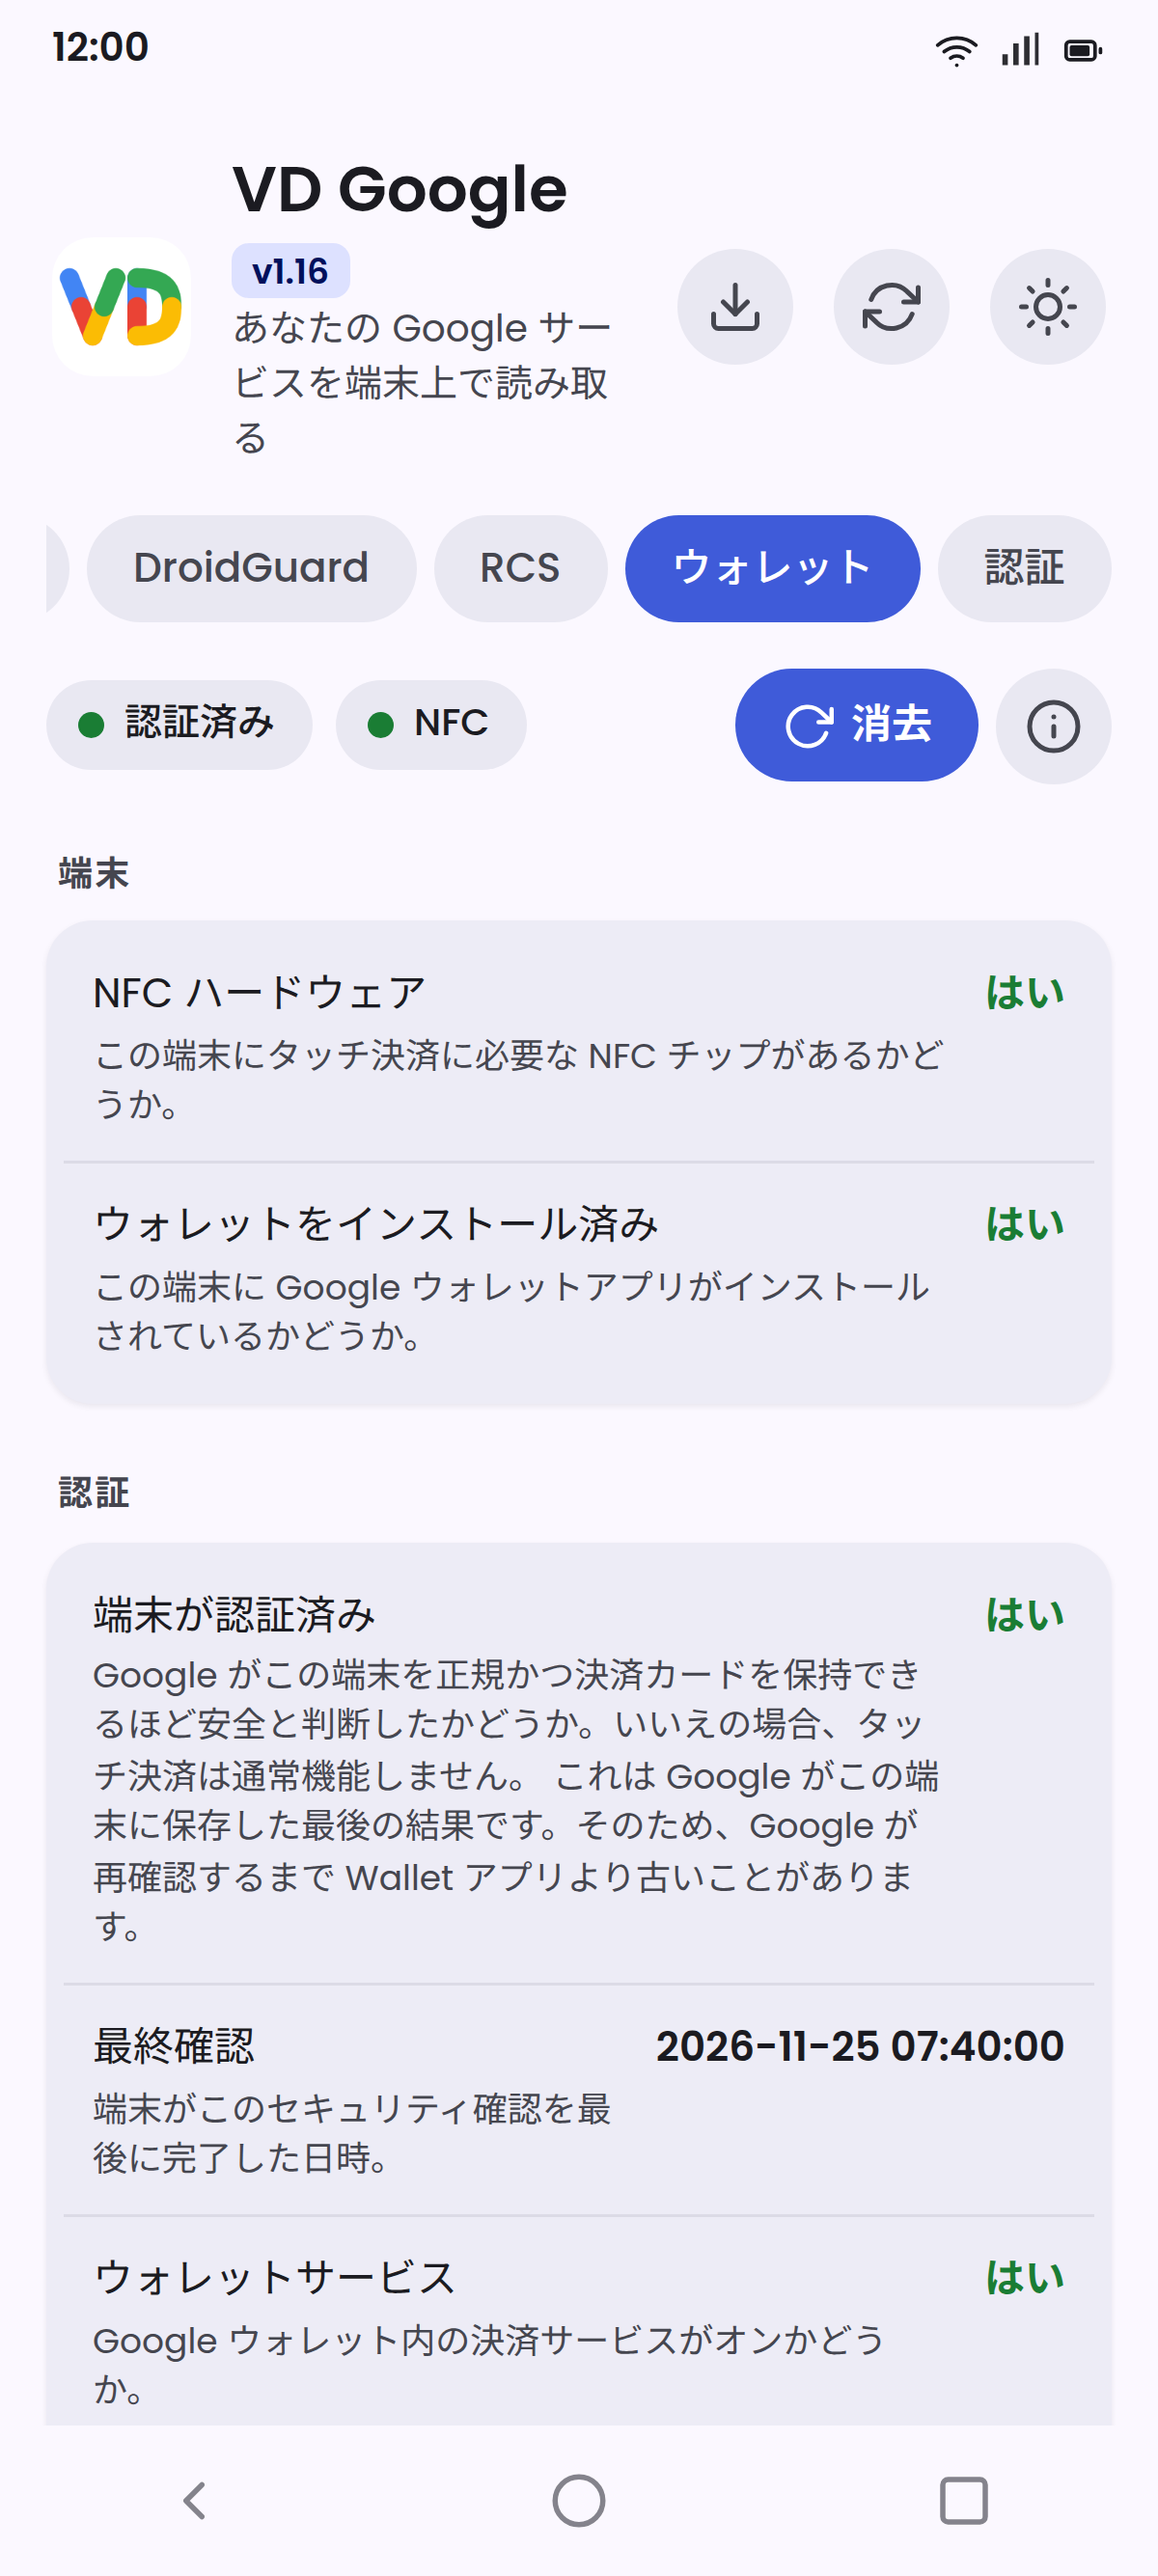 12:00
VD Google
v1.16
あなたの Google サー
ビスを端末上で読み取
る
DroidGuard
RCS
ウォレット
認証
認証済み
NFC
消去
端末
NFC ハードウェア
はい
この端末にタッチ決済に必要な NFC チップがあるかど
うか。
ウォレットをインストール済み
はい
この端末に Google ウォレットアプリがインストール
されているかどうか。
認証
端末が認証済み
はい
Google がこの端末を正規かつ決済カードを保持でき
るほど安全と判断したかどうか。いいえの場合、タッ
チ決済は通常機能しません。 これは Google がこの端
末に保存した最後の結果です。そのため、Google が
再確認するまで Wallet アプリより古いことがありま
す。
最終確認
2026-11-25 07:40:00
端末がこのセキュリティ確認を最
後に完了した日時。
ウォレットサービス
はい
Google ウォレット内の決済サービスがオンかどう
か。